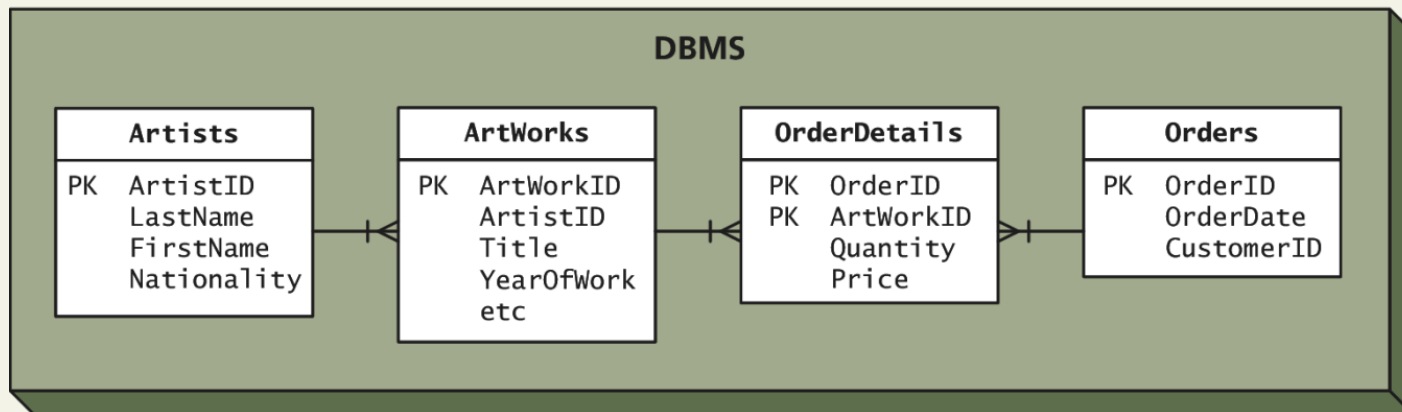 DBMS
Artists
PK ArtistID
LastName
FirstName
Nationality
ArtWorks
PK ArtWorkID
ArtistID
Title
YearOfWork
etc
OrderDetails
PK OrderID
PK ArtWorkID
Quantity
Price
Orders
PK OrderID
OrderDate
CustomerID